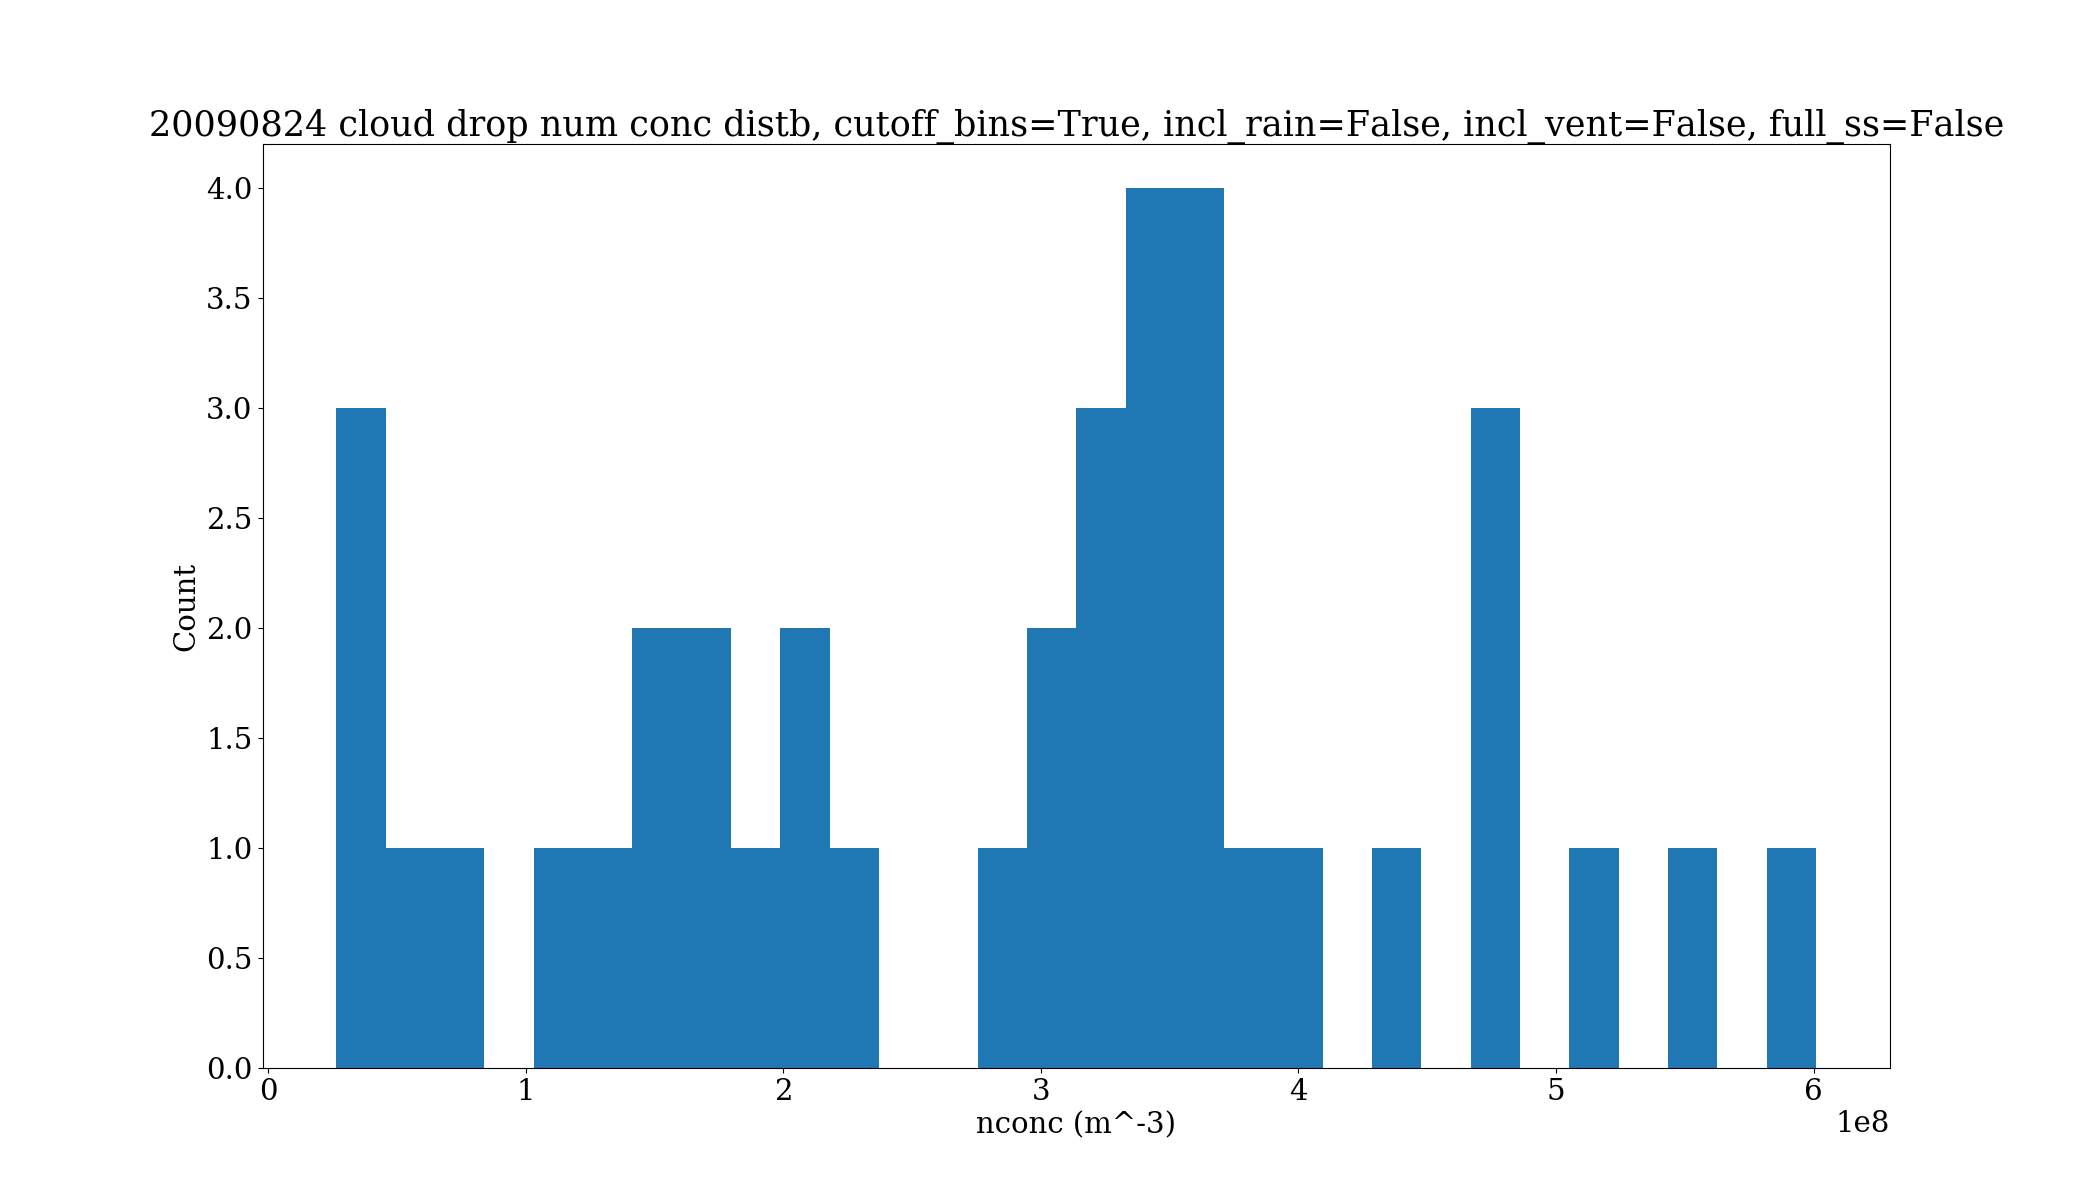 20090824 cloud drop num conc distb, cutoff_bins=True, incl_rain=False, incl_vent=False, full_ss=False
4.0
3.5
3.0
2.5
2.0
1.5
1.0
0.5
0.0
Count
0 1 2 3 4 5 6
nconc (m^-3)
1e8